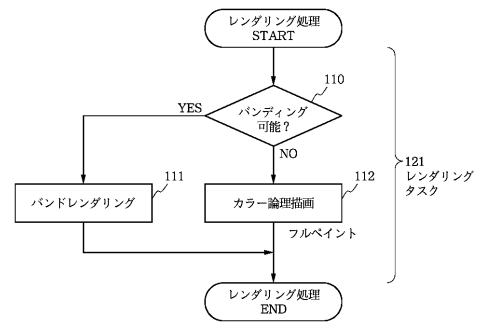 レンダリング処理
START
110
バンディング
可能？
YES
NO
111
バンドレンダリング
112
カラー論理描画
フルペイント
121
レンダリング
タスク
レンダリング処理
END